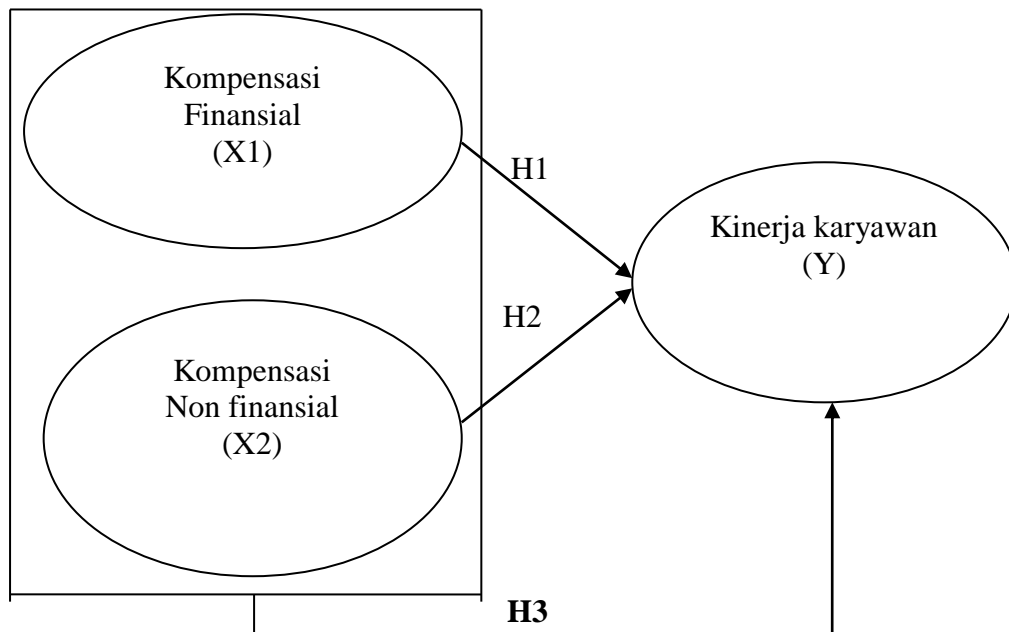 Kompensasi
Finansial
(X1)
H1
Kinerja karyawan
(Y)
H2
Kompensasi
Non finansial
(X2)
H3